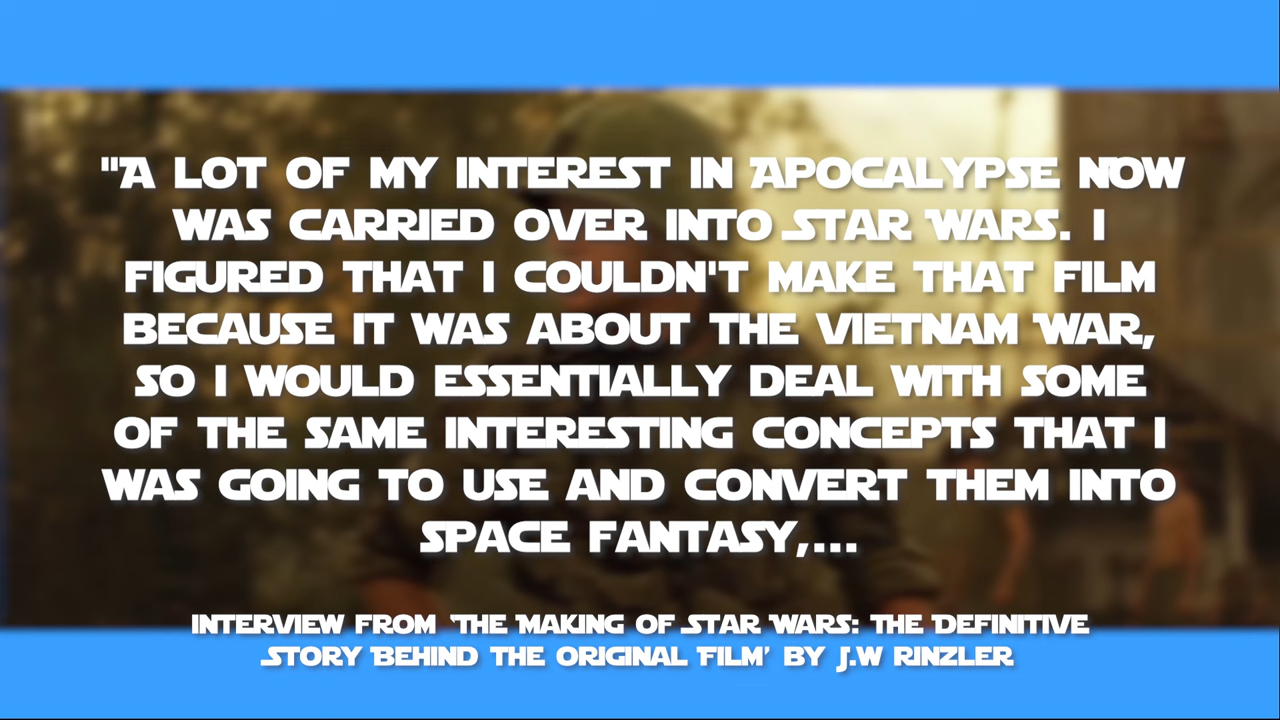 "A LOT OF MY INTEREST IN APOCALYPSE NOW
WAS CARRIED OVER INTO STAR WARS. I
FIGURED THAT I COULDN'T MAKE THAT FILM
BECAUSE IT WAS ABOUT THE VIETNAM WAR,
SO I WOULD ESSENTIALLY DEAL WITH SOME
OF THE SAME INTERESTING CONCEPTS THAT I
WAS GOING TO USE AND CONVERT THEM INTO
SPACE FANTASY,...
INTERVIEW FROM 'THE MAKING OF STAR WARS: THE DEFINITIVE
STORY BEHIND THE ORIGINAL FILM' BY J.W RINZLER